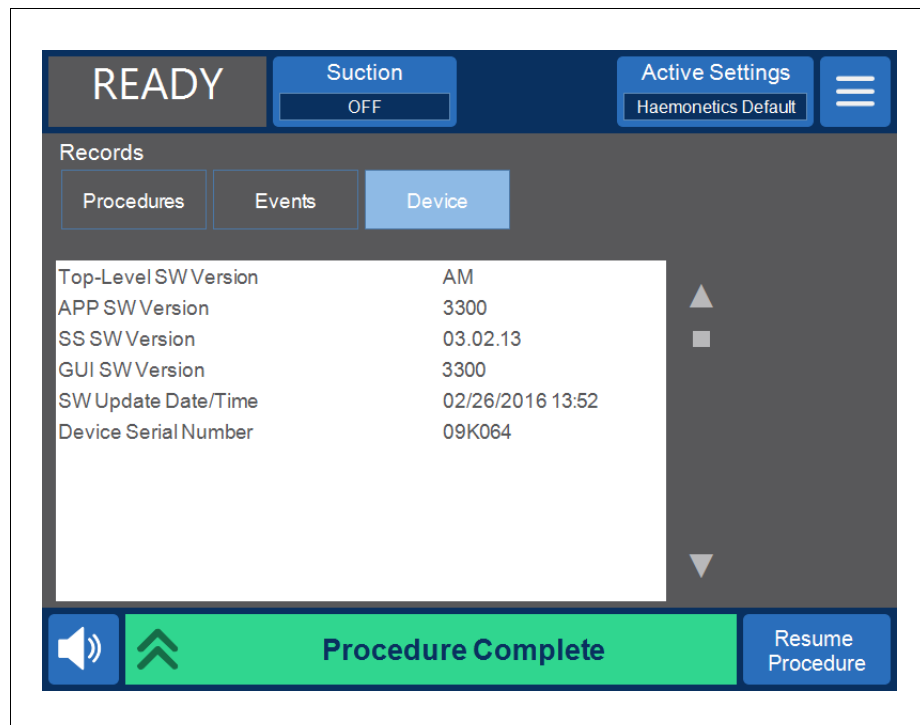 READY
Suction
OFF
Active Settings
Haemonetics Default
Records
Procedures
Events
Device
Top-Level SW Version AM
APP SW Version 3300
SS SW Version 03.02.13
GUI SW Version 3300
SW Update Date/Time 02/26/2016 13:52
Device Serial Number 09K064
Procedure Complete
Resume
Procedure